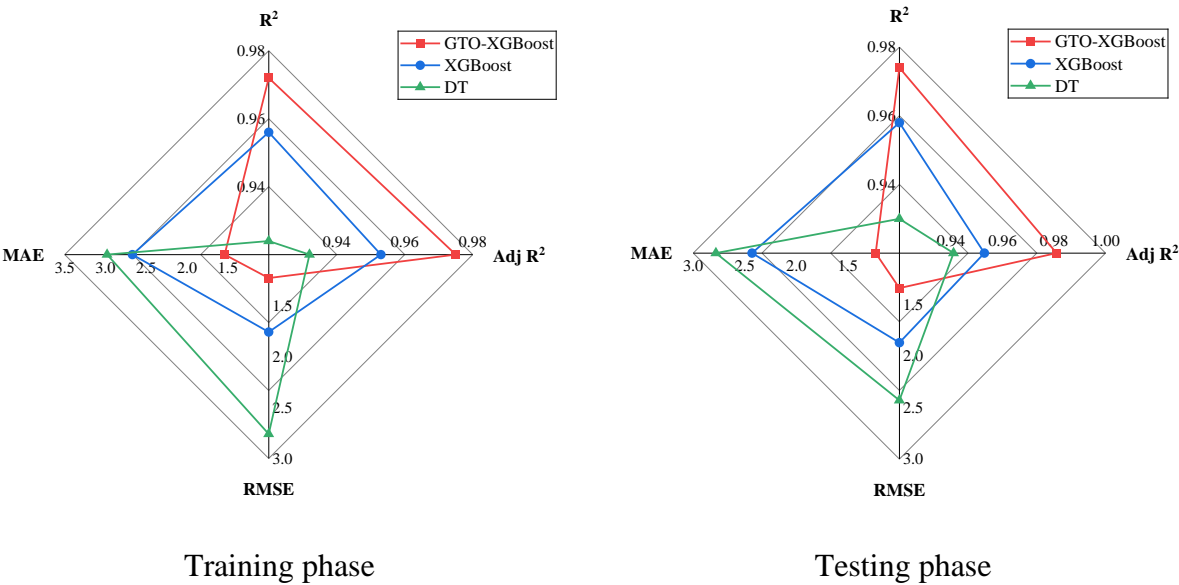 R²
0.98
0.96
0.94
GTO-XGBoost
XGBoost
DT
MAE
3.5
3.0
2.5
2.0
1.5
0.94
0.96
0.98
Adj R²
1.5
2.0
2.5
3.0
RMSE
Training phase
R²
0.98
0.96
0.94
GTO-XGBoost
XGBoost
DT
MAE
3.0
2.5
2.0
1.5
0.94
0.96
0.98
1.00
Adj R²
1.5
2.0
2.5
3.0
RMSE
Testing phase